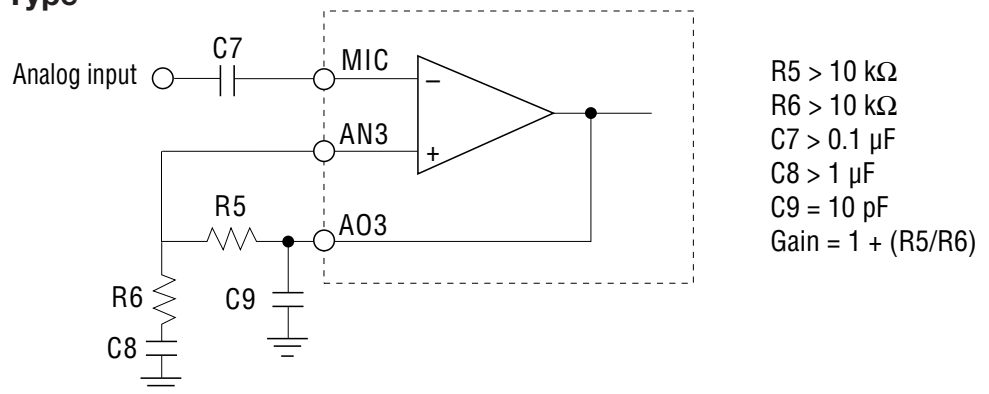 Type
C7
Analog input
MIC
−
AN3
+
R5
AO3
R6
C9
C8
R5 > 10 kΩ
R6 > 10 kΩ
C7 > 0.1 µF
C8 > 1 µF
C9 = 10 pF
Gain = 1 + (R5/R6)